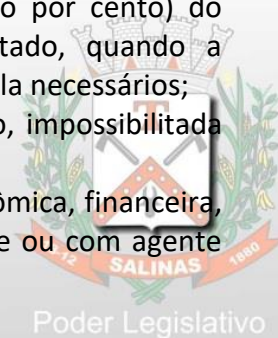 o por cento) do
tado, quando a
la necessários;
o, impossibilitada
ômica, financeira,
e ou com agente
SALINAS
1880
Poder Legislativo